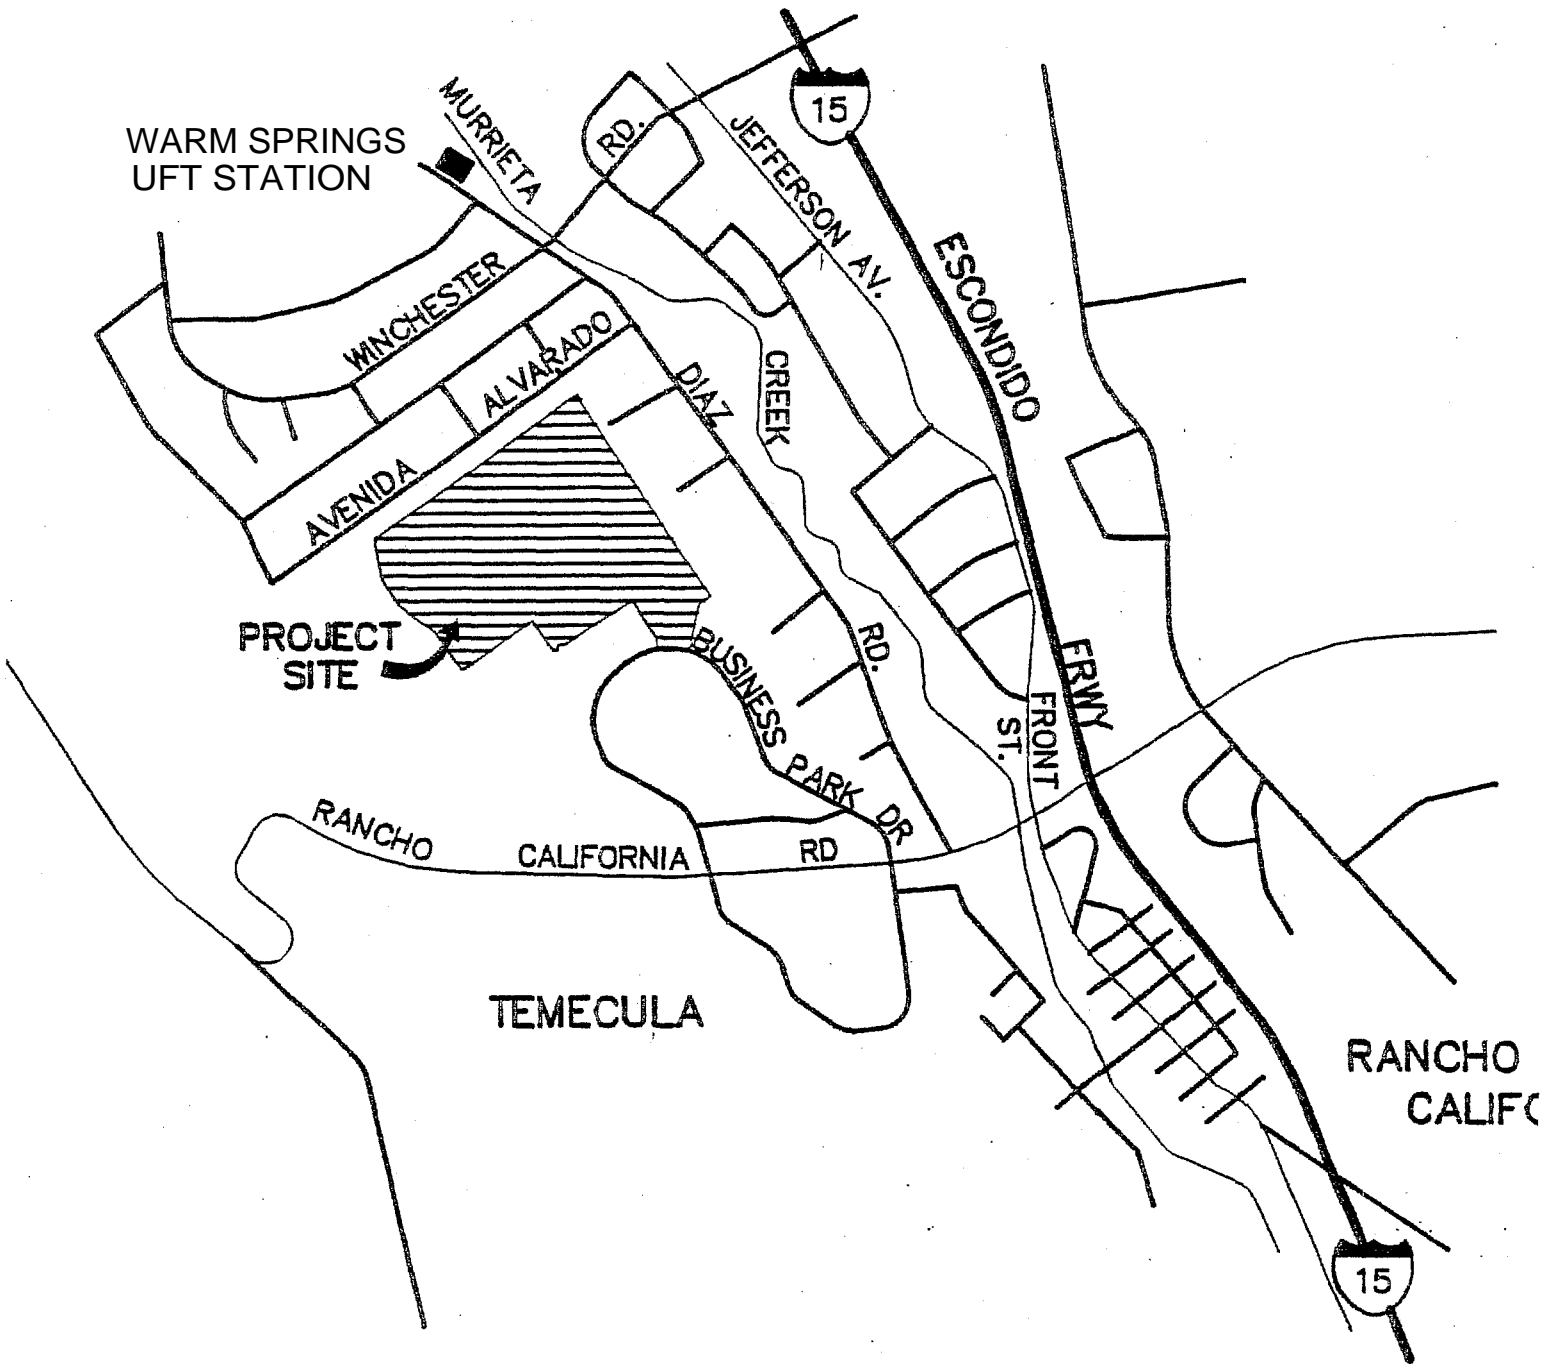 WARM SPRINGS
UFT STATION
MURRIETA
RD.
JEFFERSON AV.
15
ESCONDIDO
WINCHESTER
ALVARADO
DIAZ
CREEK
AVENIDA
PROJECT
SITE
BUSINESS PARK DR
RD.
FRWY
FRONT
ST.
RANCHO CALIFORNIA RD
TEMECULA
RANCHO
CALIFO
15